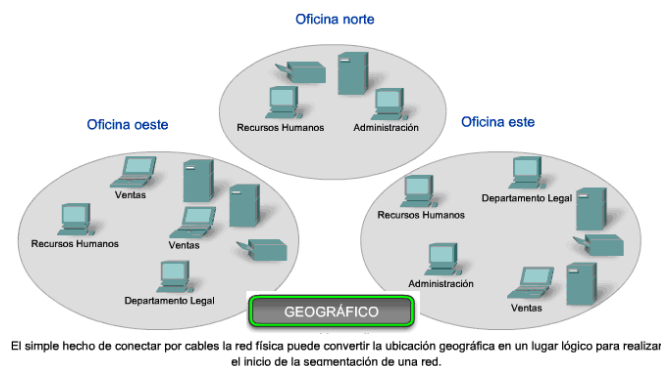 Oficina norte
Recursos Humanos
Administración
Oficina oeste
Ventas
Recursos Humanos
Ventas
Departamento Legal
Oficina este
Departamento Legal
Recursos Humanos
Administración
Ventas
GEOGRÁFICO
El simple hecho de conectar por cables la red física puede convertir la ubicación geográfica en un lugar lógico para realizar
el inicio de la segmentación de una red.